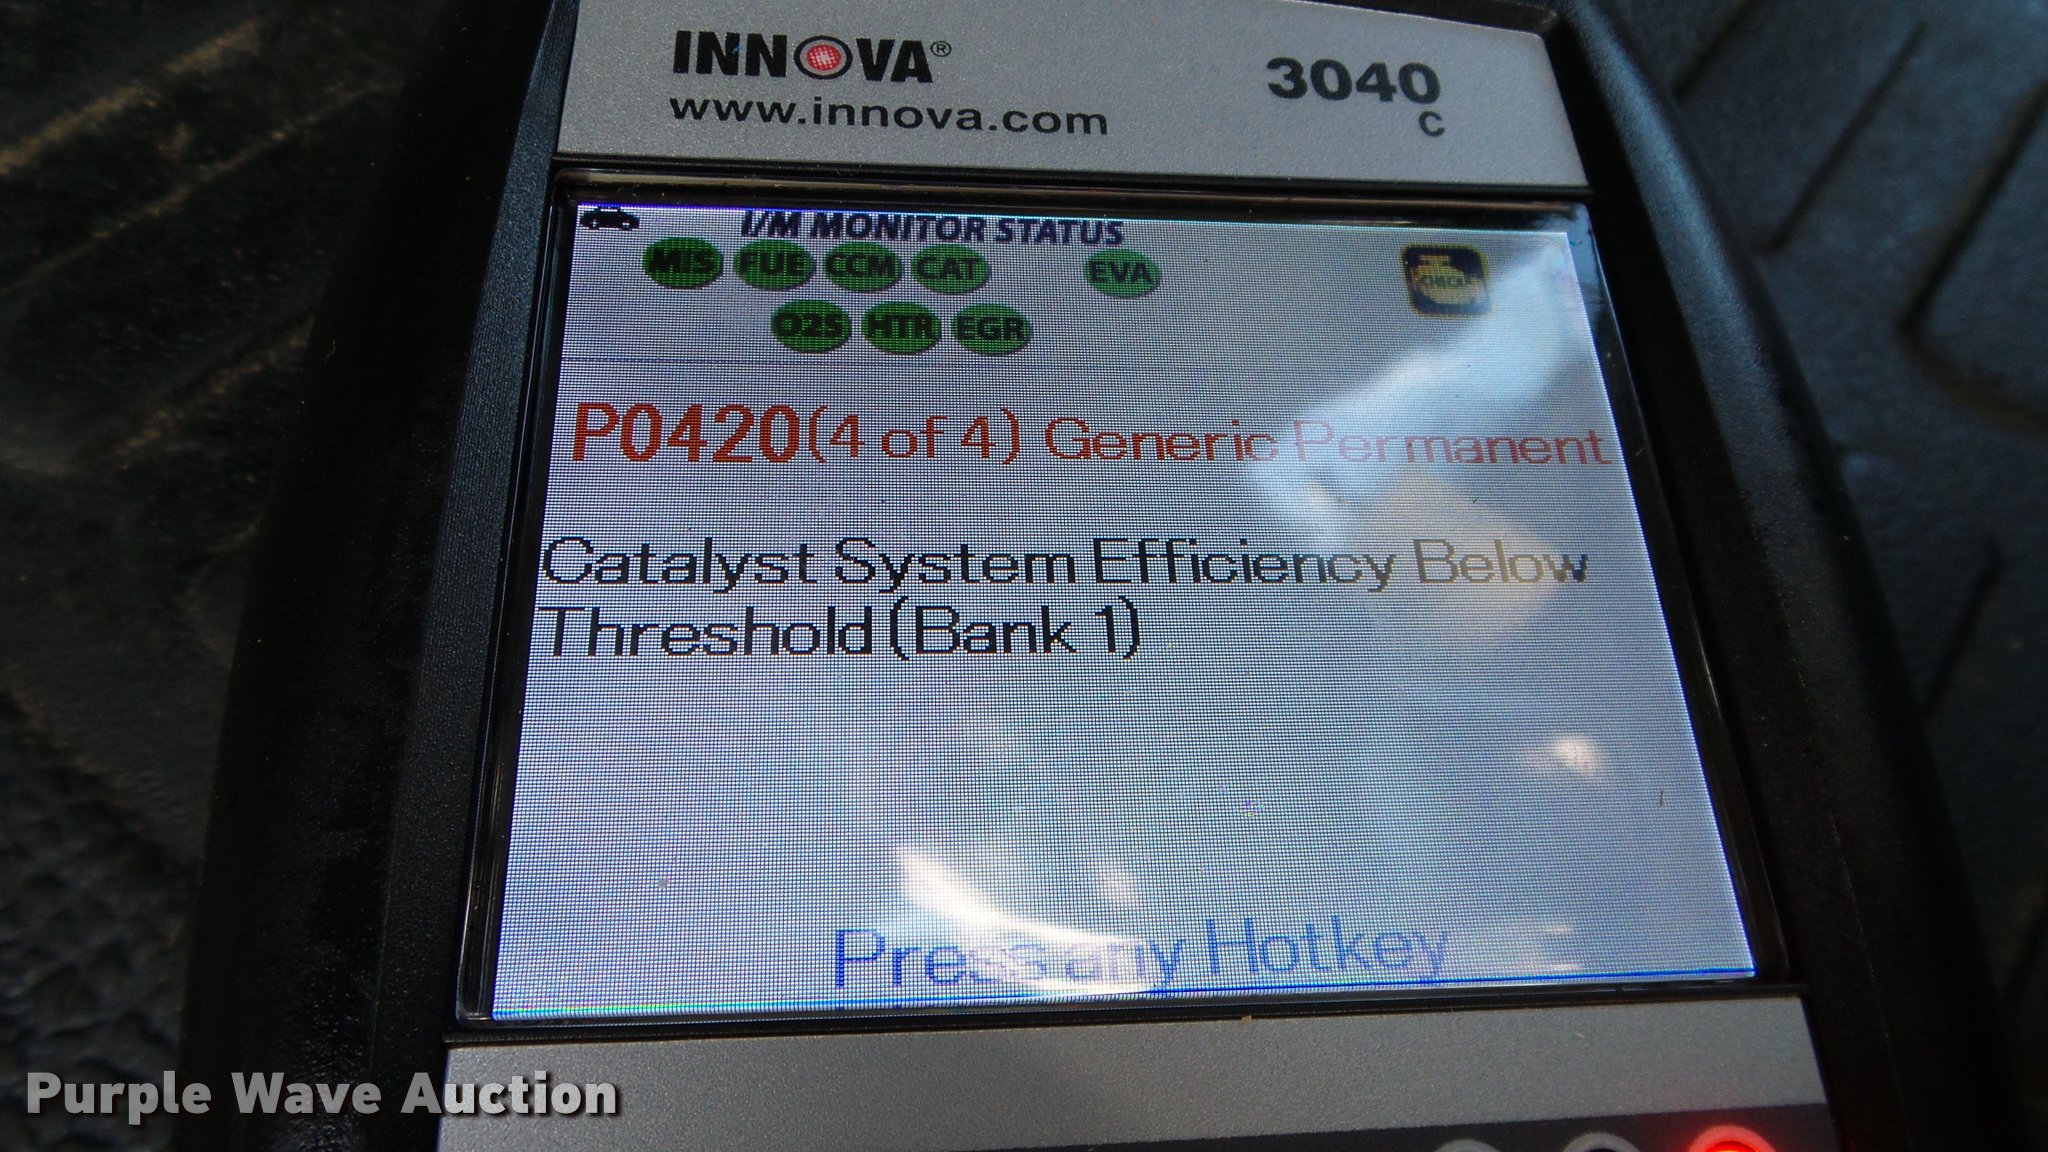 INNOVA®
www.innova.com
3040
C
I/M MONITOR STATUS
MIS FUE CCM CAT EVA
O2S HTR EGR
CHECK
P0420(4 of 4) Generic Permanent
Catalyst System Efficiency Below
Threshold (Bank 1)
Press any Hotkey
Purple Wave Auction